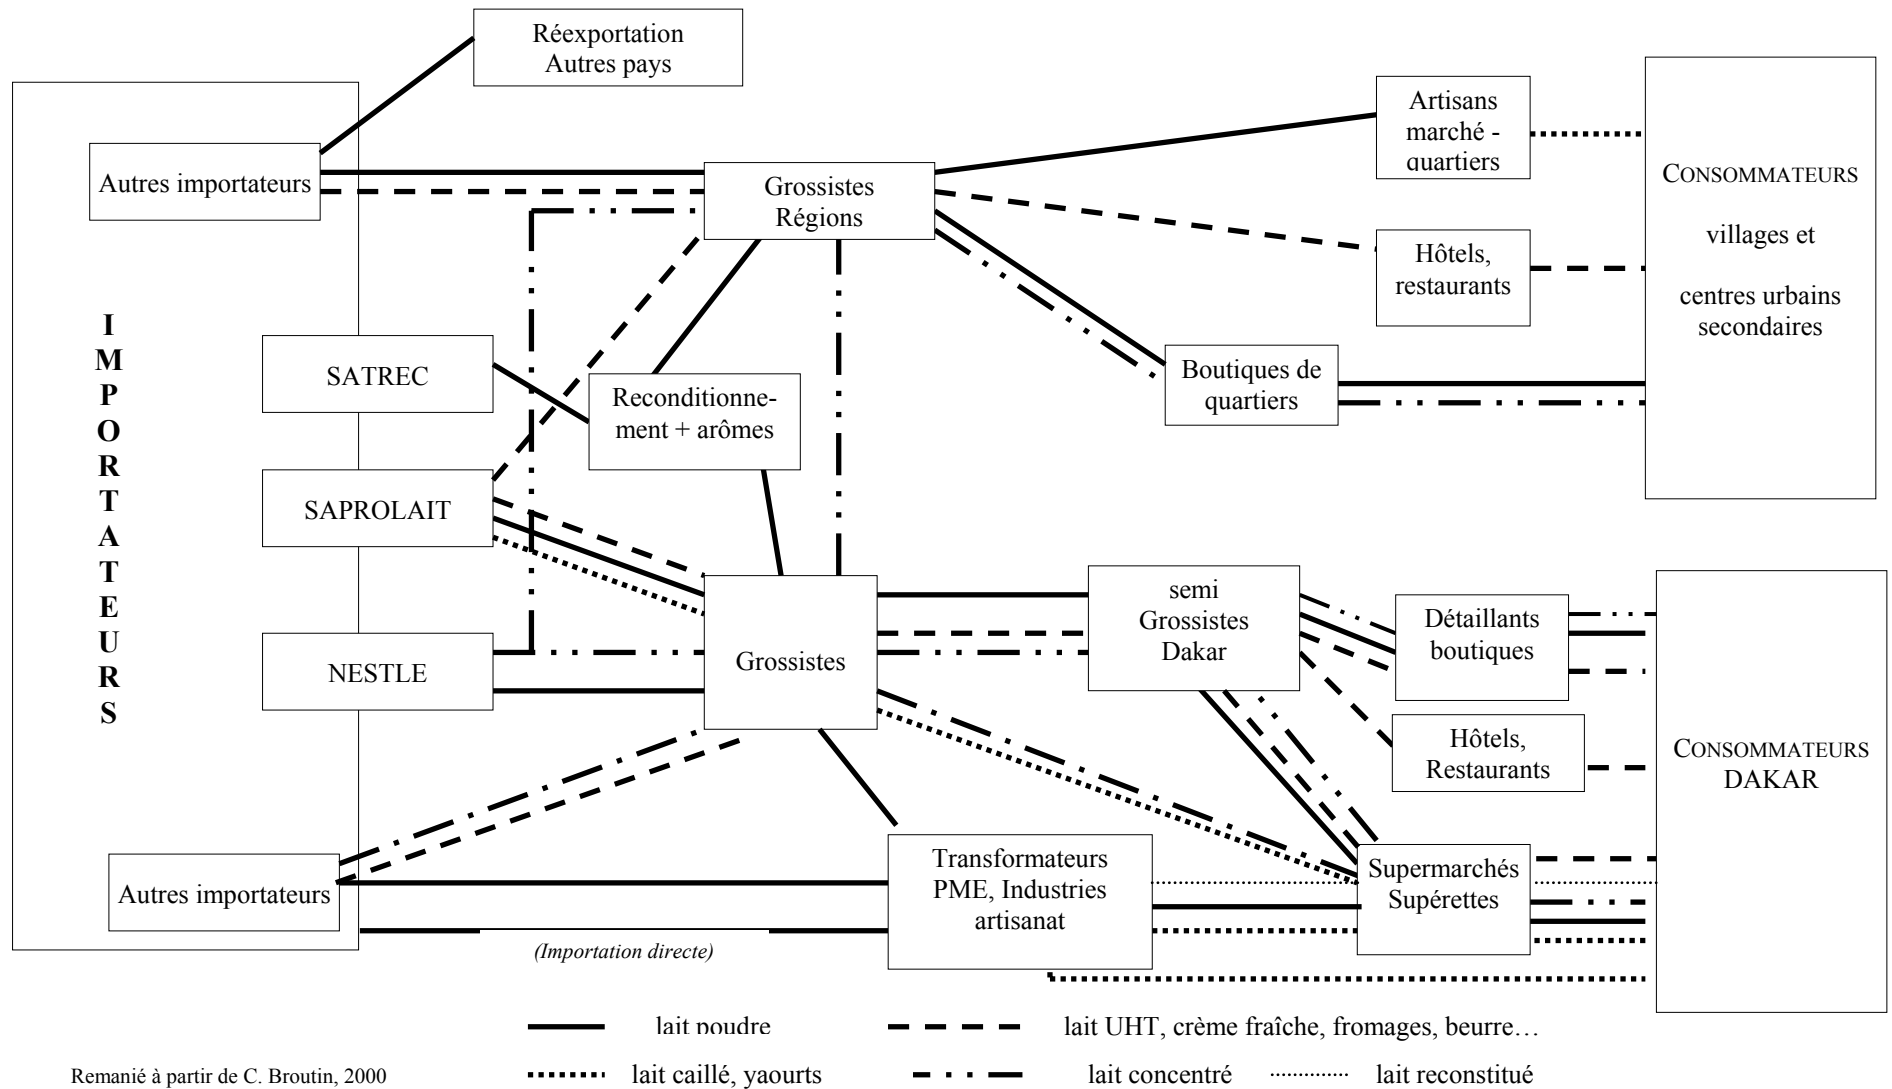 Réexportation
Autres pays
Autres importateurs
IMPORTATEURS
SATREC
SAPROLAIT
NESTLE
Autres importateurs
Grossistes
Régions
Reconditionne-
ment + arômes
Grossistes
Artisans
marché -
quartiers
Hôtels,
restaurants
Boutiques de
quartiers
CONSOMMATEURS
villages et
centres urbains
secondaires
semi
Grossistes
Dakar
Détaillants
boutiques
Hôtels,
Restaurants
CONSOMMATEURS
DAKAR
Transformateurs
PME, Industries
artisanat
Supermarchés
Supérettes
(Importation directe)
lait poudre
lait UHT, crème fraîche, fromages, beurre…
Remanié à partir de C. Broutin, 2000
lait caillé, yaourts
lait concentré
lait reconstitué